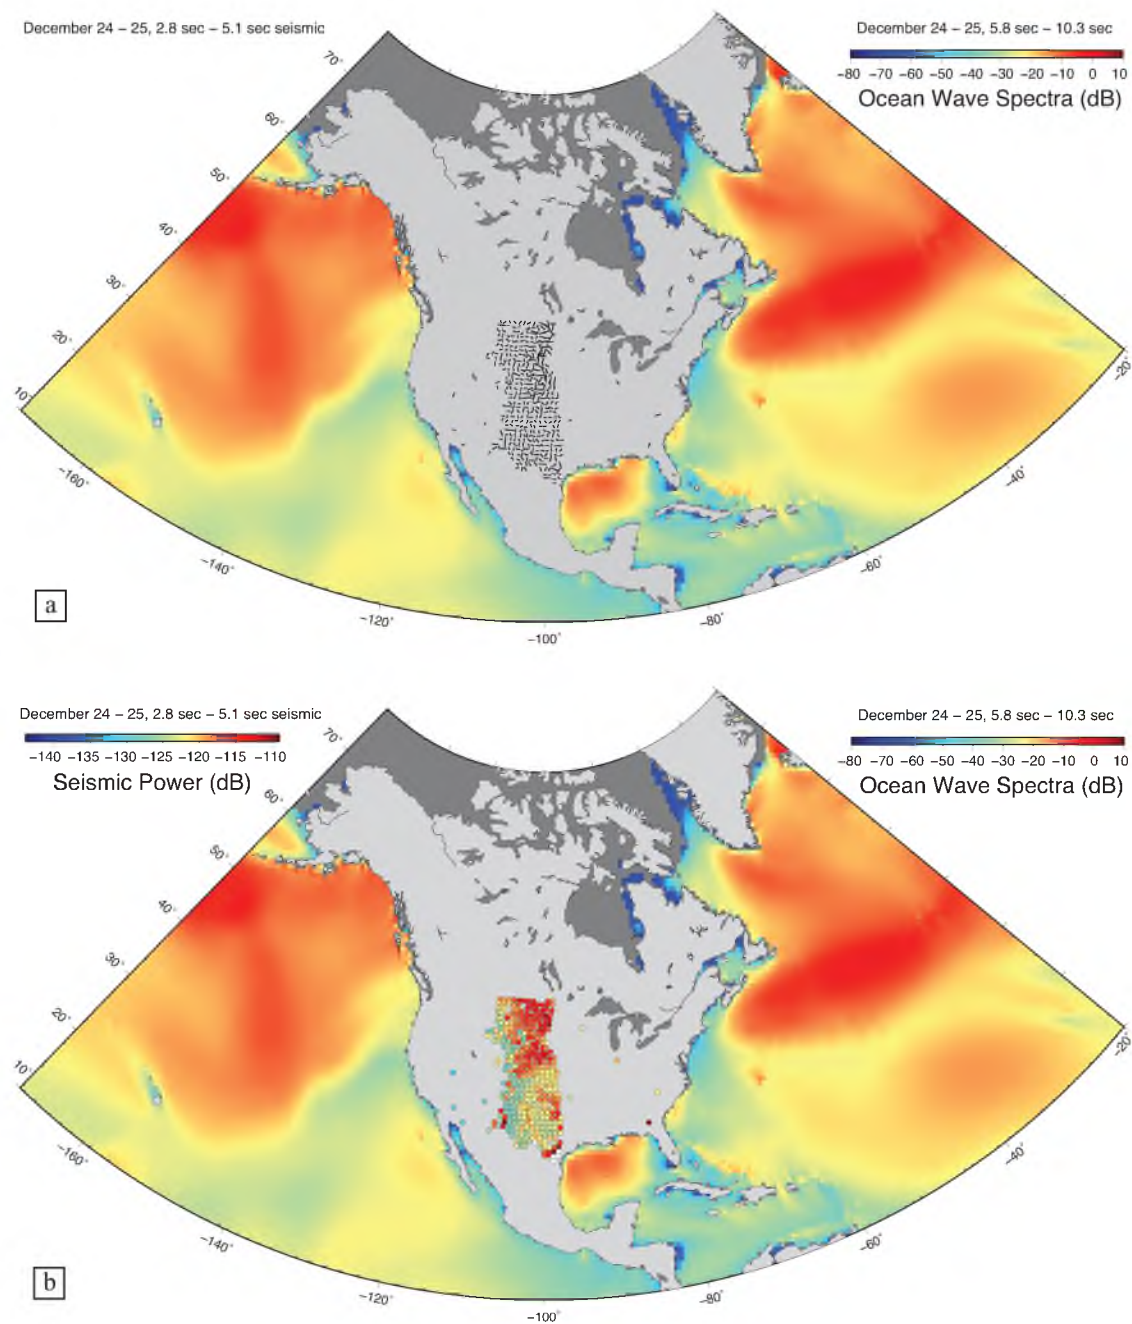 December 24 – 25, 2.8 sec – 5.1 sec seismic
December 24 – 25, 5.8 sec – 10.3 sec
-80 -70 -60 -50 -40 -30 -20 -10 0 10
Ocean Wave Spectra (dB)
70°
60°
50°
40°
30°
20°
10°
-160°
-140°
-120°
-100°
-80°
-60°
-40°
-20°
a
December 24 – 25, 2.8 sec – 5.1 sec seismic
-140 -135 -130 -125 -120 -115 -110
Seismic Power (dB)
December 24 – 25, 5.8 sec – 10.3 sec
-80 -70 -60 -50 -40 -30 -20 -10 0 10
Ocean Wave Spectra (dB)
70°
60°
50°
40°
30°
20°
10°
-160°
-140°
-120°
-100°
-80°
-60°
-40°
-20°
b